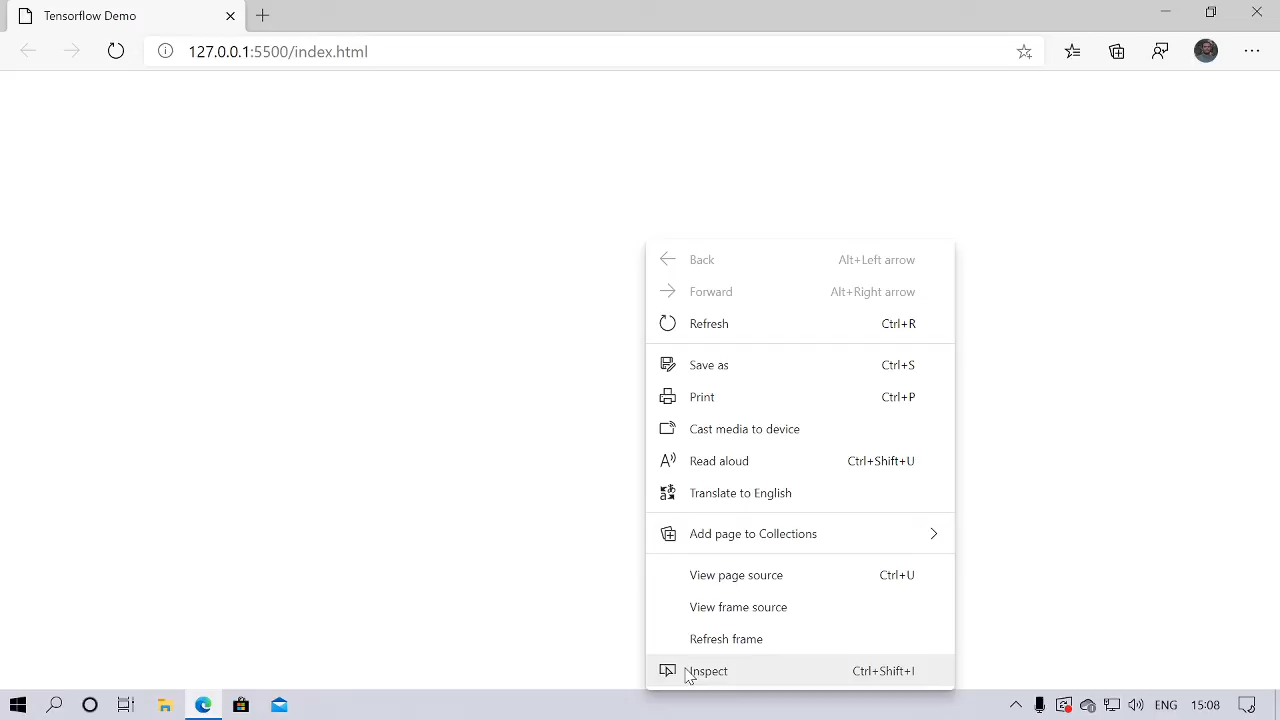 Tensorflow Demo
127.0.0.1:5500/index.html
Back Alt+Left arrow
Forward Alt+Right arrow
Refresh Ctrl+R
Save as Ctrl+S
Print Ctrl+P
Cast media to device
Read aloud Ctrl+Shift+U
Translate to English
Add page to Collections
View page source Ctrl+U
View frame source
Refresh frame
Inspect Ctrl+Shift+I
ENG 15:08